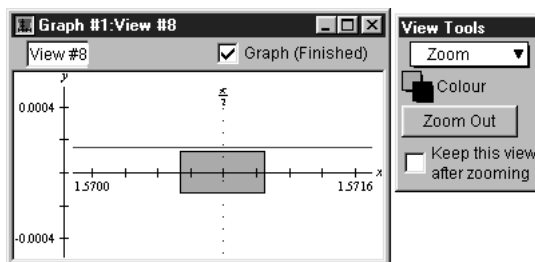 Graph #1:View #8
View #8
Graph (Finished)
y
0.0004
1.5700
1.5716
x
-0.0004
View Tools
Zoom
Colour
Zoom Out
Keep this view
after zooming